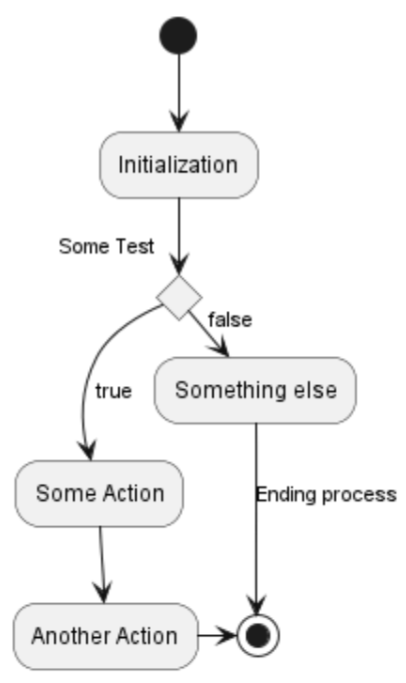 Initialization
Some Test
false
true
Something else
Some Action
Ending process
Another Action